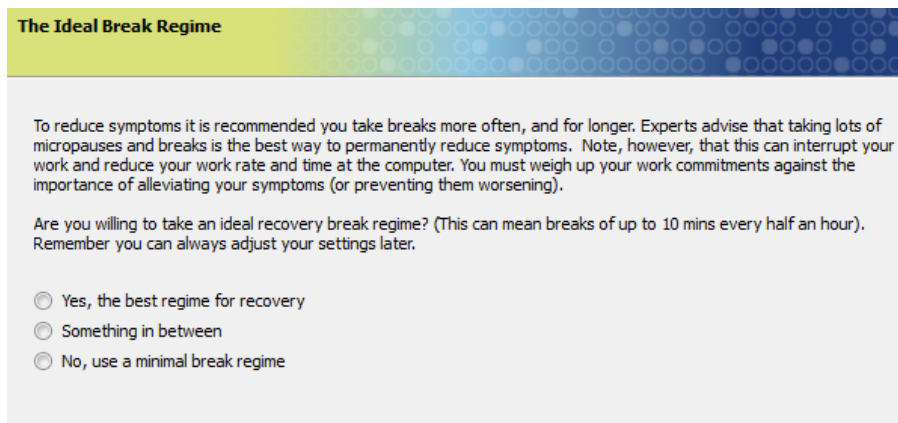 The Ideal Break Regime
To reduce symptoms it is recommended you take breaks more often, and for longer. Experts advise that taking lots of
micropauses and breaks is the best way to permanently reduce symptoms.  Note, however, that this can interrupt your
work and reduce your work rate and time at the computer. You must weigh up your work commitments against the
importance of alleviating your symptoms (or preventing them worsening).
Are you willing to take an ideal recovery break regime? (This can mean breaks of up to 10 mins every half an hour).
Remember you can always adjust your settings later.
Yes, the best regime for recovery
Something in between
No, use a minimal break regime